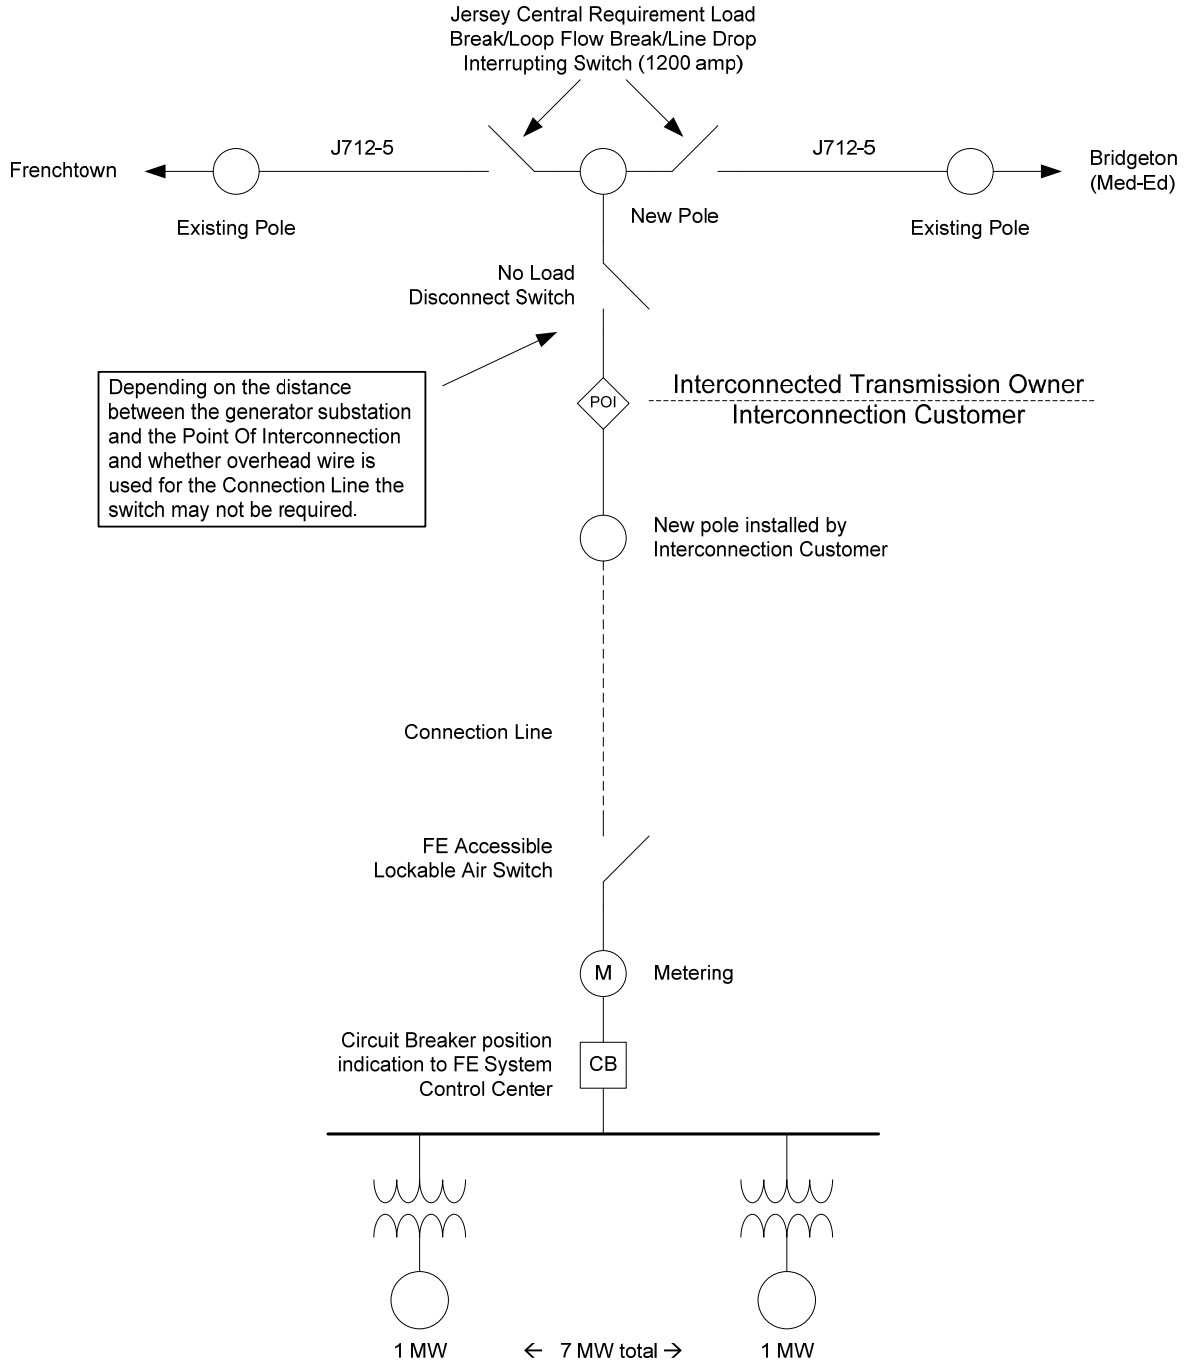 Jersey Central Requirement Load
Break/Loop Flow Break/Line Drop
Interrupting Switch (1200 amp)
J712-5
J712-5
Frenchtown
Bridgeton
(Med-Ed)
Existing Pole
New Pole
Existing Pole
No Load
Disconnect Switch
Depending on the distance
between the generator substation
and the Point Of Interconnection
and whether overhead wire is
used for the Connection Line the
switch may not be required.
POI
Interconnected Transmission Owner
Interconnection Customer
New pole installed by
Interconnection Customer
Connection Line
FE Accessible
Lockable Air Switch
M
Metering
Circuit Breaker position
indication to FE System
Control Center
CB
1 MW
← 7 MW total →
1 MW